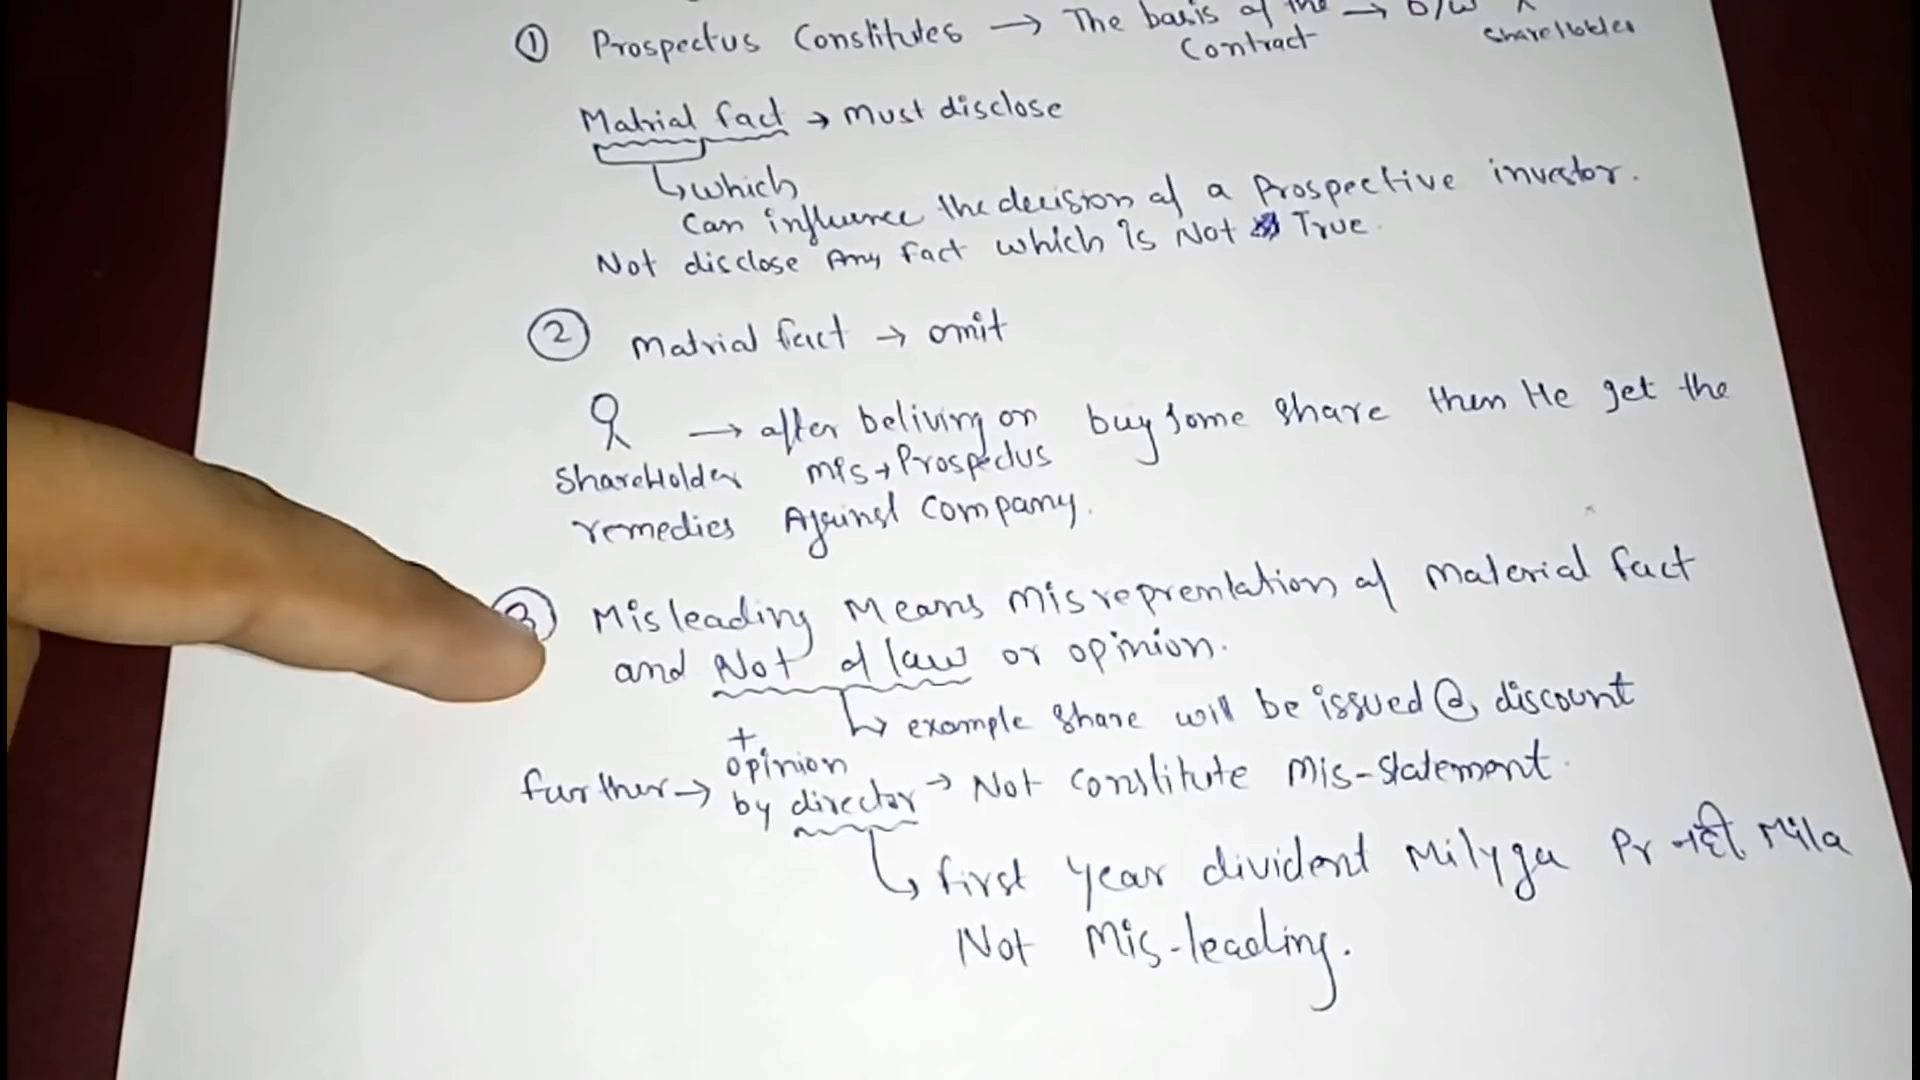 ① Prospectus Constitutes → The basis of the → b/w
Contract shareholder
Matrial fact → must disclose
↳ which
Can influence the decision of a Prospective investor.
Not disclose Any fact which is Not True.
② Matrial fact → omit
→ after beliving on buy some share then He get the
ShareHolder mis → Prospectus
remedies Against Company.
③ Misleading Means misreprentation of material fact
and Not of law or opinion.
↳ example share will be issued @ discount
+
opinion
further → by director → Not Constitute Mis-statement.
↳ first year divident Milyga Pr नही Mila
Not Mis-leading.